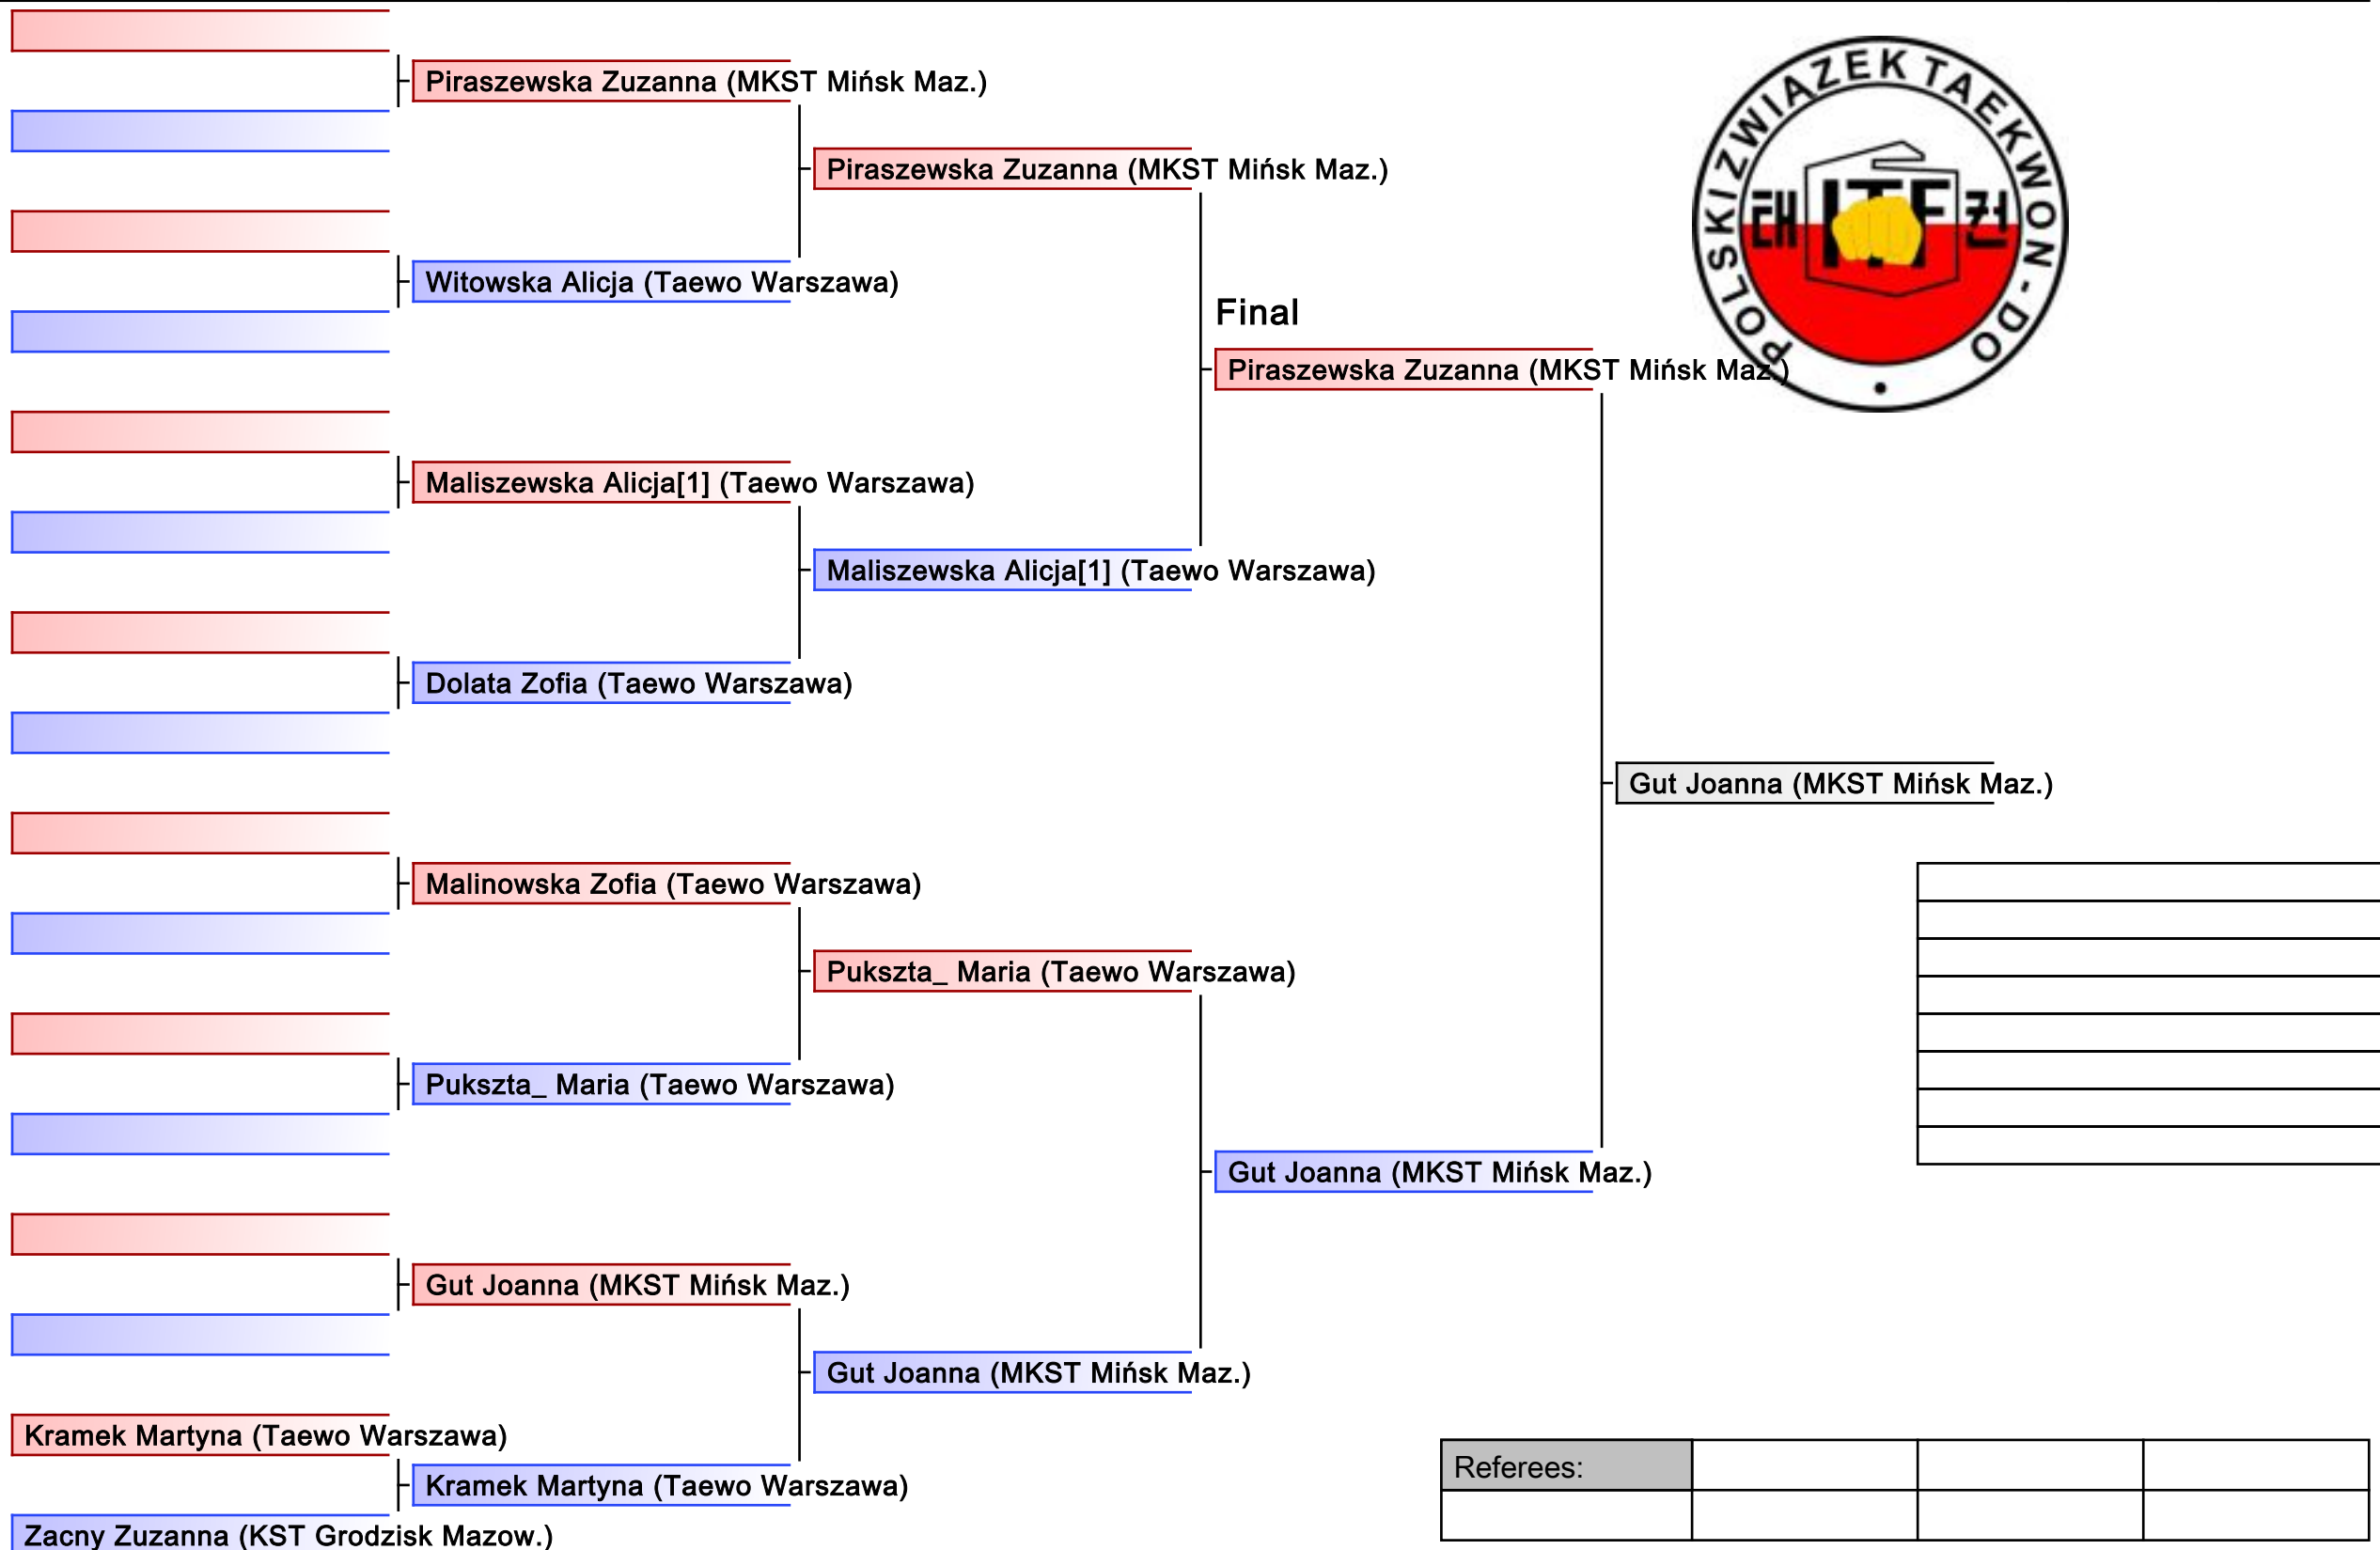 Piraszewska Zuzanna (MKST Mińsk Maz.)
Witowska Alicja (Taewo Warszawa)
Maliszewska Alicja[1] (Taewo Warszawa)
Dolata Zofia (Taewo Warszawa)
Malinowska Zofia (Taewo Warszawa)
Pukszta_ Maria (Taewo Warszawa)
Gut Joanna (MKST Mińsk Maz.)
Kramek Martyna (Taewo Warszawa)
Kramek Martyna (Taewo Warszawa)
Zacny Zuzanna (KST Grodzisk Mazow.)
Piraszewska Zuzanna (MKST Mińsk Maz.)
Maliszewska Alicja[1] (Taewo Warszawa)
Pukszta_ Maria (Taewo Warszawa)
Gut Joanna (MKST Mińsk Maz.)
Final
Piraszewska Zuzanna (MKST Mińsk Maz.)
Gut Joanna (MKST Mińsk Maz.)
Gut Joanna (MKST Mińsk Maz.)
POLSKI ZWIAZEK TAEKWON-DO
태 ITF 권
Referees: